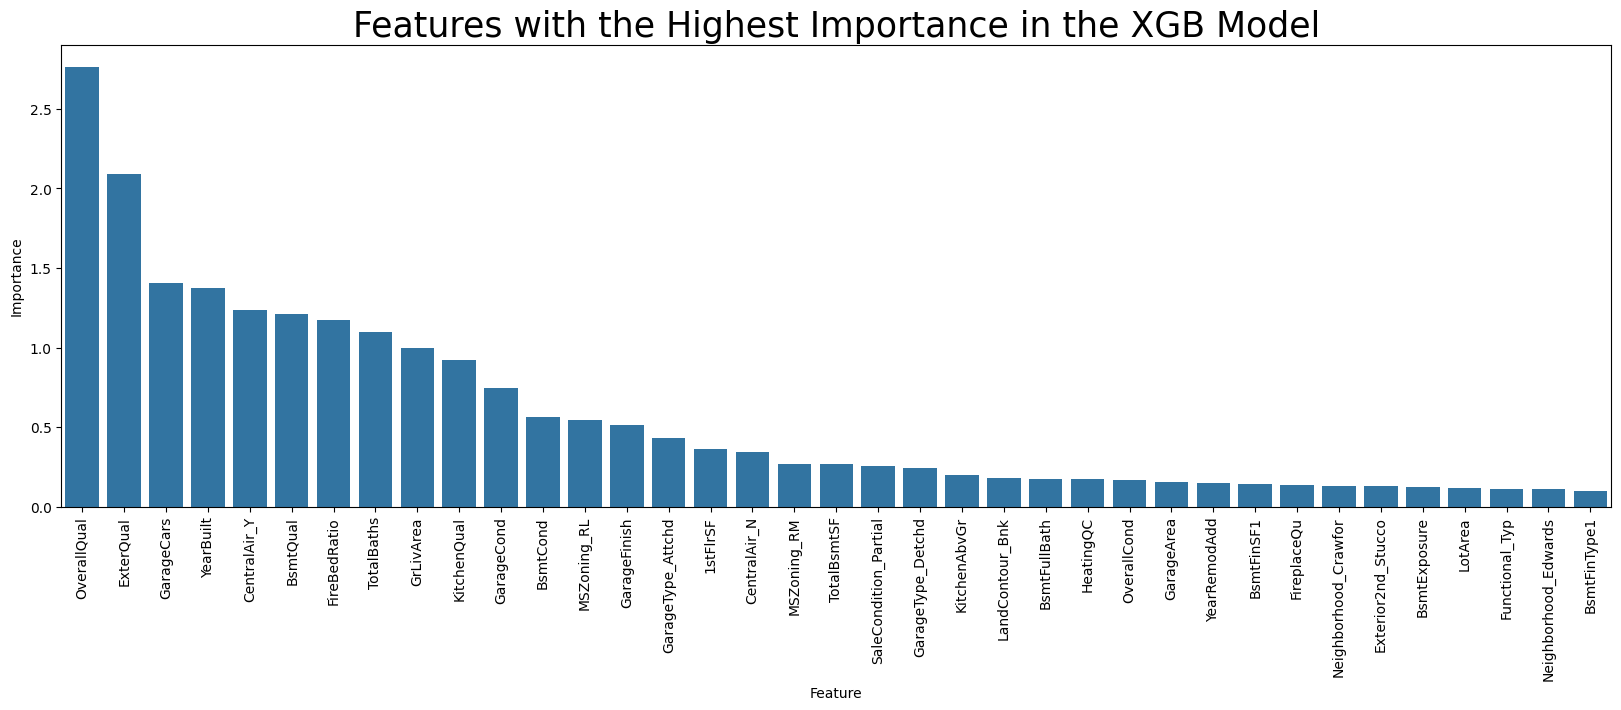 Features with the Highest Importance in the XGB Model
Importance
2.5
2.0
1.5
1.0
0.5
0.0
OverallQual
ExterQual
GarageCars
YearBuilt
CentralAir_Y
BsmtQual
FireBedRatio
TotalBaths
GrLivArea
KitchenQual
GarageCond
BsmtCond
MSZoning_RL
GarageFinish
GarageType_Attchd
1stFlrSF
CentralAir_N
MSZoning_RM
TotalBsmtSF
SaleCondition_Partial
GarageType_Detchd
KitchenAbvGr
LandContour_Bnk
BsmtFullBath
HeatingQC
OverallCond
GarageArea
YearRemodAdd
BsmtFinSF1
FireplaceQu
Neighborhood_Crawfor
Exterior2nd_Stucco
BsmtExposure
LotArea
Functional_Typ
Neighborhood_Edwards
BsmtFinType1
Feature